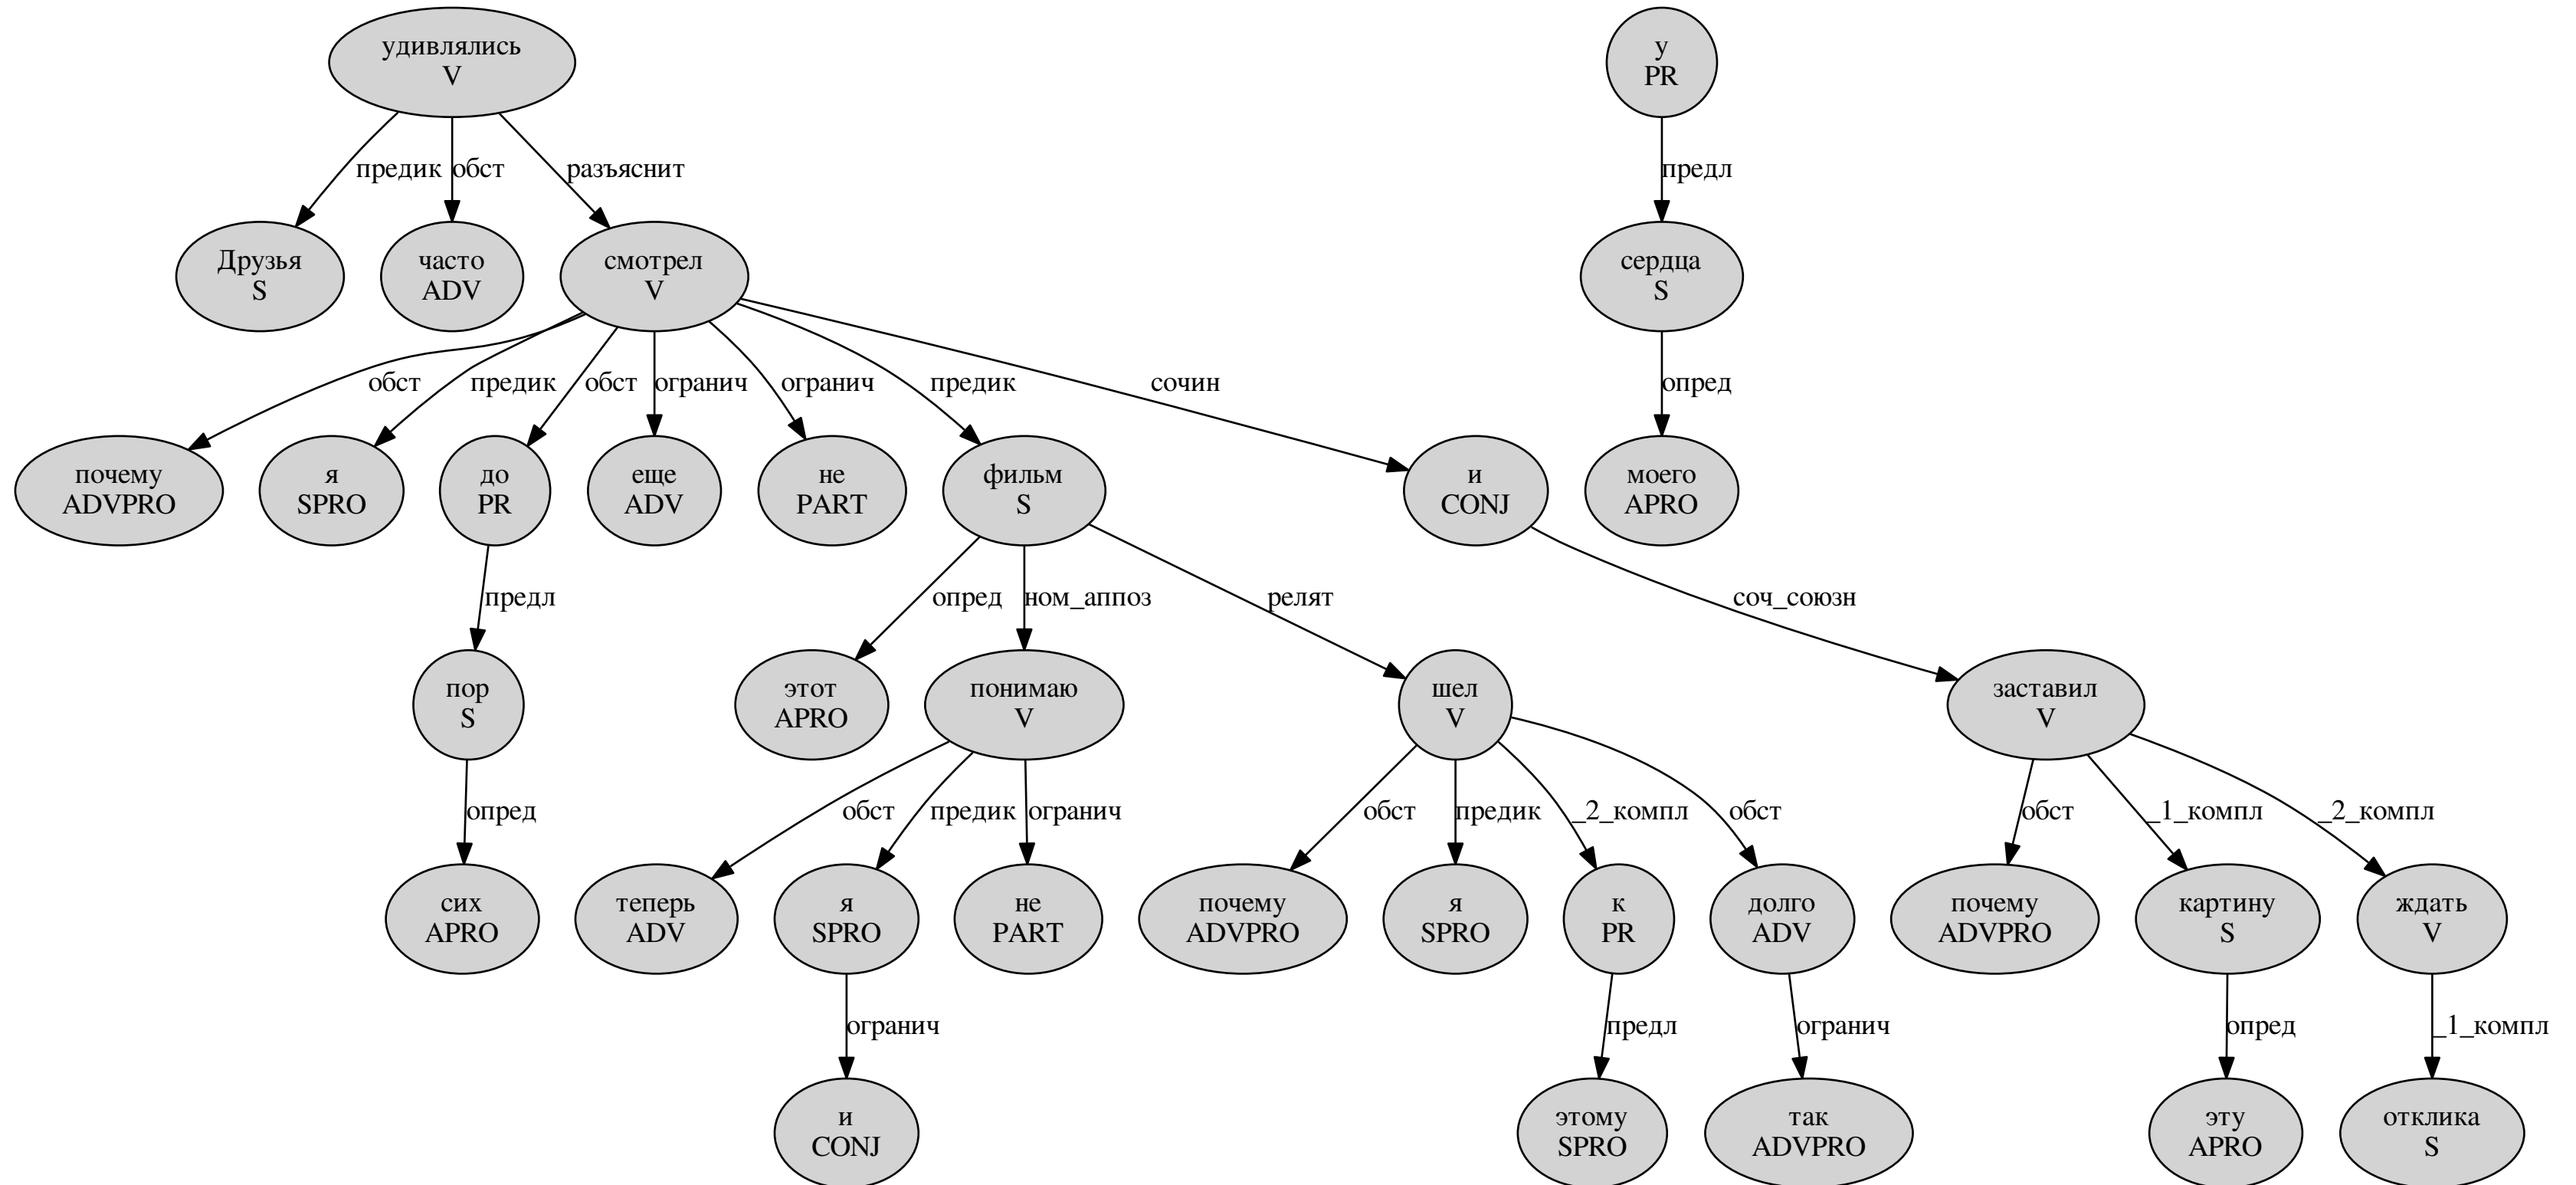 удивлялись
V
у
PR
предик
обст
разъяснит
предл
Друзья
S
часто
ADV
смотрел
V
сердца
S
обст
предик
обст
огранич
огранич
предик
сочин
опред
почему
ADVPRO
я
SPRO
до
PR
еще
ADV
не
PART
фильм
S
и
CONJ
моего
APRO
предл
опред
ном_аппоз
релят
соч_союзн
пор
S
этот
APRO
понимаю
V
шел
V
заставил
V
опред
обст
предик
огранич
обст
предик
_2_компл
обст
обст
_1_компл
_2_компл
сих
APRO
теперь
ADV
я
SPRO
не
PART
почему
ADVPRO
я
SPRO
к
PR
долго
ADV
почему
ADVPRO
картину
S
ждать
V
огранич
предл
огранич
опред
_1_компл
и
CONJ
этому
SPRO
так
ADVPRO
эту
APRO
отклика
S